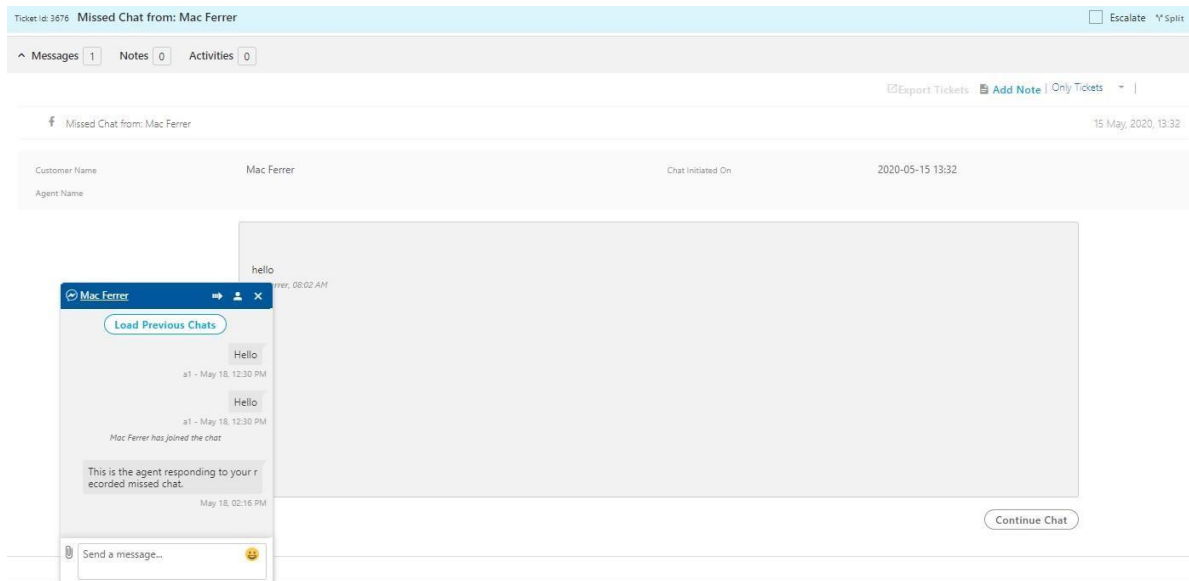 Ticket Id: 3676 Missed Chat from: Mac Ferrer
Escalate Split
Messages 1 Notes 0 Activities 0
Export Tickets Add Note | Only Tickets |
Missed Chat from: Mac Ferrer
15 May, 2020, 13:32
Customer Name Mac Ferrer Chat Initiated On 2020-05-15 13:32
Agent Name
hello
rrer, 08:02 AM
Mac Ferrer
Load Previous Chats
Hello
a1 - May 18, 12:30 PM
Hello
a1 - May 18, 12:30 PM
Mac Ferrer has joined the chat
This is the agent responding to your r
ecorded missed chat.
May 18, 02:16 PM
Send a message...
Continue Chat